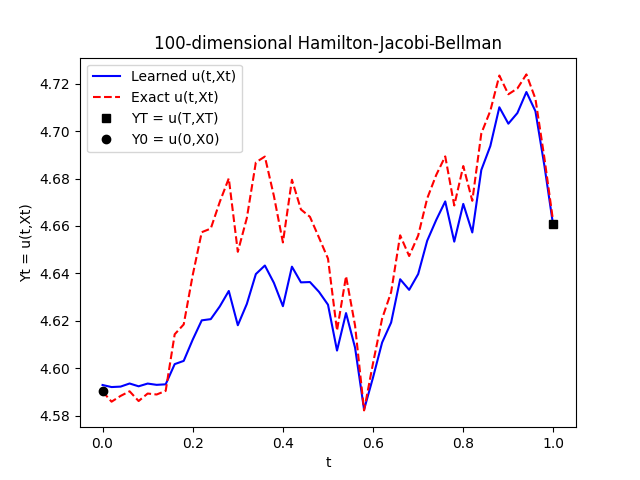 100-dimensional Hamilton-Jacobi-Bellman
Learned u(t,Xt)
Exact u(t,Xt)
YT = u(T,XT)
Y0 = u(0,X0)
Yt = u(t,Xt)
4.72
4.70
4.68
4.66
4.64
4.62
4.60
4.58
0.0
0.2
0.4
0.6
0.8
1.0
t